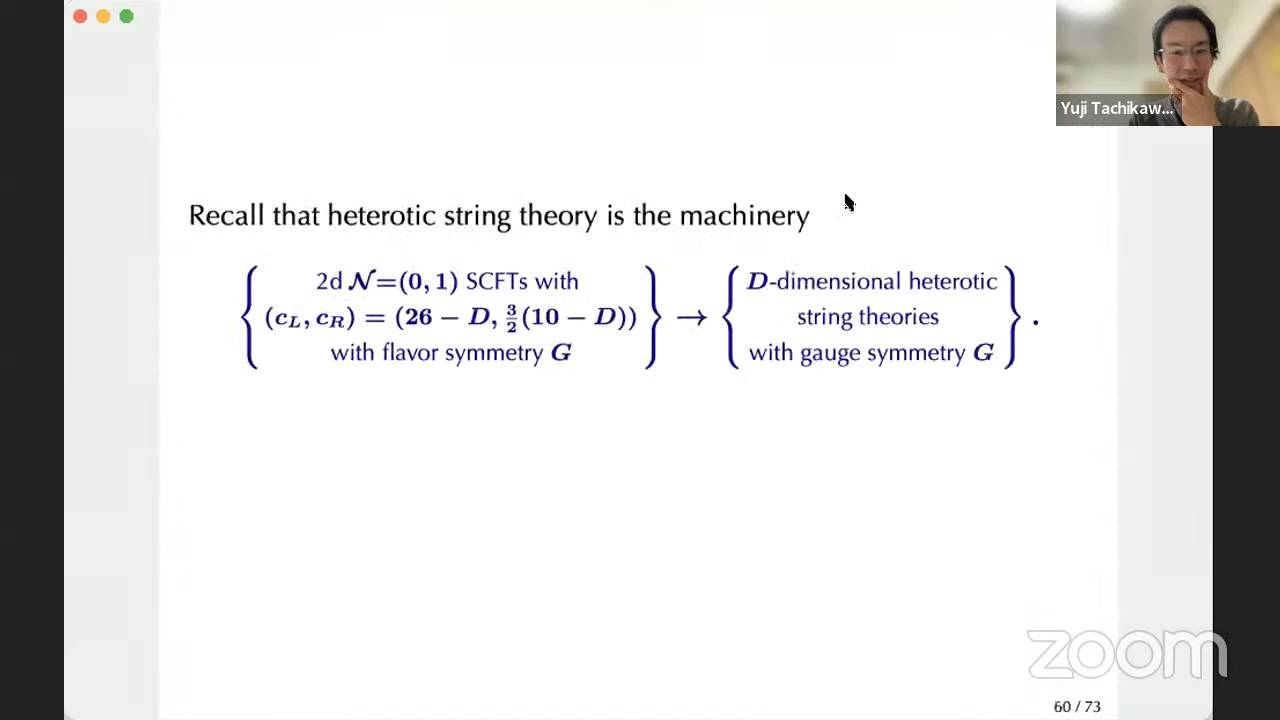 Yuji Tachikaw...
Recall that heterotic string theory is the machinery
{ 2d 𝒩=(0, 1) SCFTs with
(c_L, c_R) = (26 − D, 3/2(10 − D))
with flavor symmetry G } → { D-dimensional heterotic
string theories
with gauge symmetry G } .
zoom
60 / 73